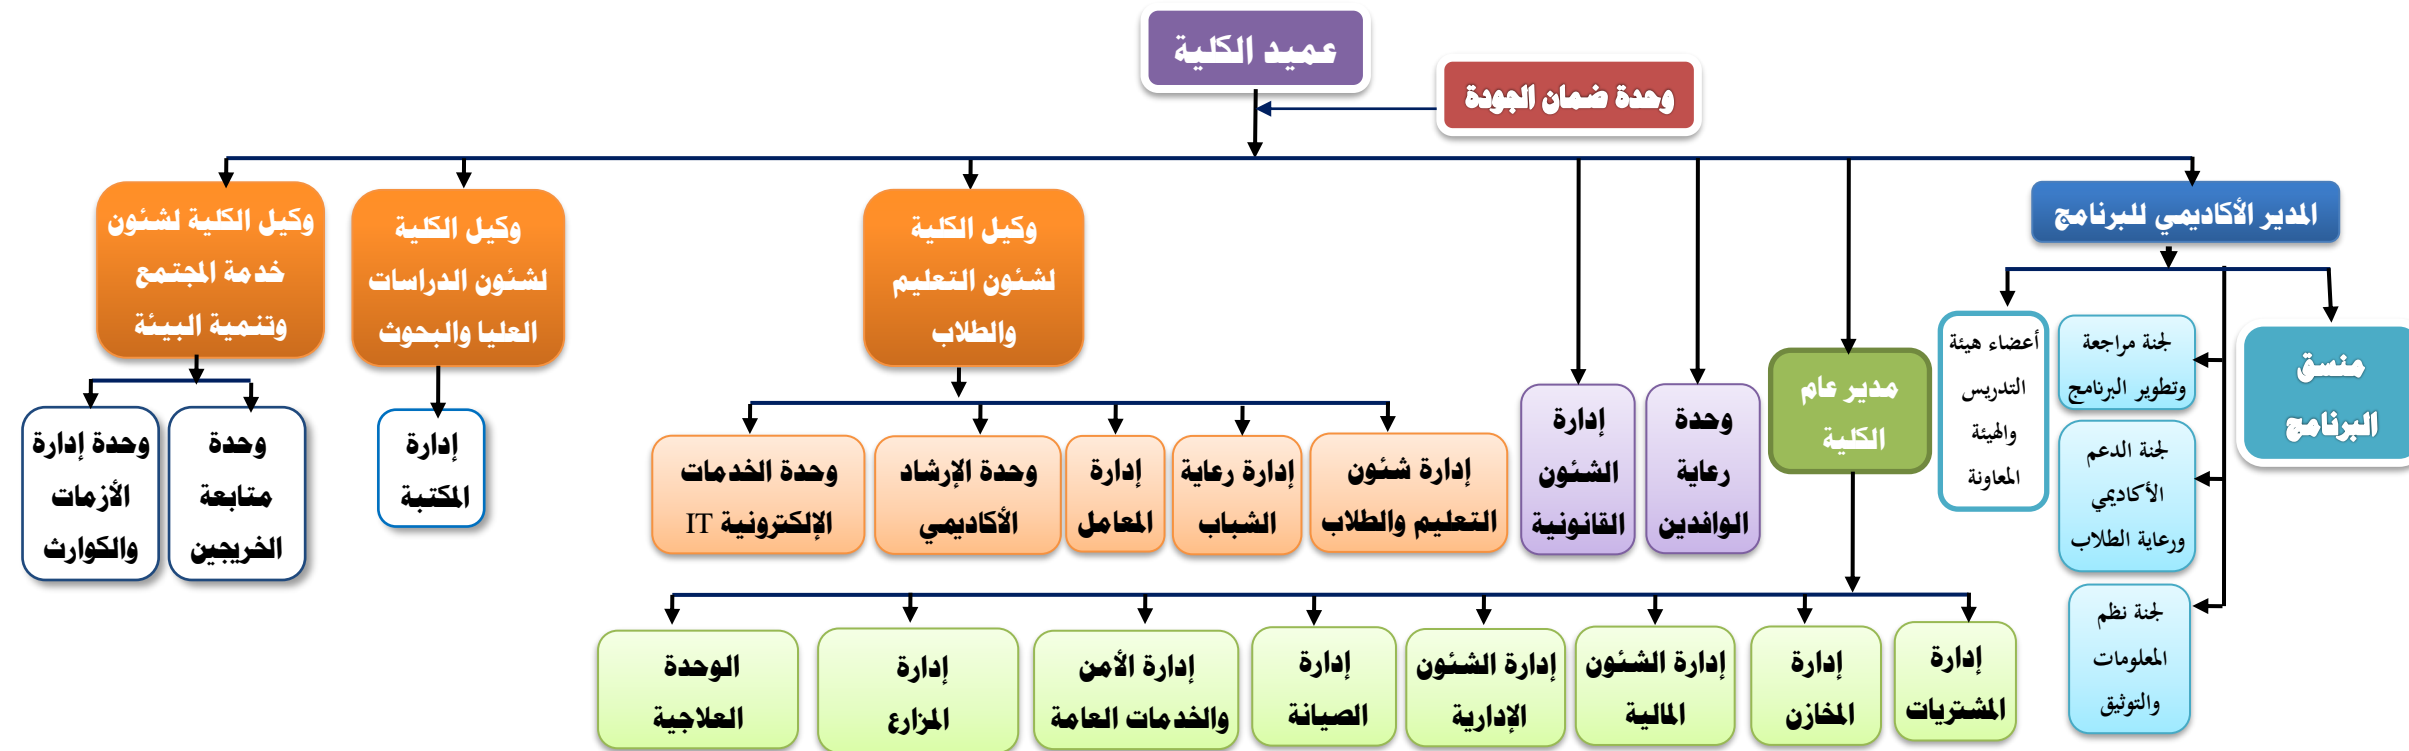 عميد الكلية
وحدة ضمان الجودة
المدير الأكاديمي للبرنامج
وكيل الكلية
لشئون التعليم
والطلاب
وكيل الكلية
لشئون الدراسات
العليا والبحوث
وكيل الكلية لشئون
خدمة المجتمع
وتنمية البيئة
منسق
البرنامج
لجنة مراجعة
وتطوير البرنامج
لجنة الدعم
الأكاديمي
ورعاية الطلاب
لجنة نظم
المعلومات
والتوثيق
أعضاء هيئة
التدريس
والهيئة
المعاونة
مدير عام
الكلية
وحدة
رعاية
الوافدين
إدارة
الشئون
القانونية
إدارة شئون
التعليم والطلاب
إدارة رعاية
الشباب
إدارة
المعامل
وحدة الإرشاد
الأكاديمي
وحدة الخدمات
الإلكترونية IT
إدارة
المكتبة
وحدة
متابعة
الخريجين
وحدة إدارة
الأزمات
والكوارث
إدارة
المشتريات
إدارة
المخازن
إدارة الشئون
المالية
إدارة الشئون
الإدارية
إدارة
الصيانة
إدارة الأمن
والخدمات العامة
إدارة
المزارع
الوحدة
العلاجية